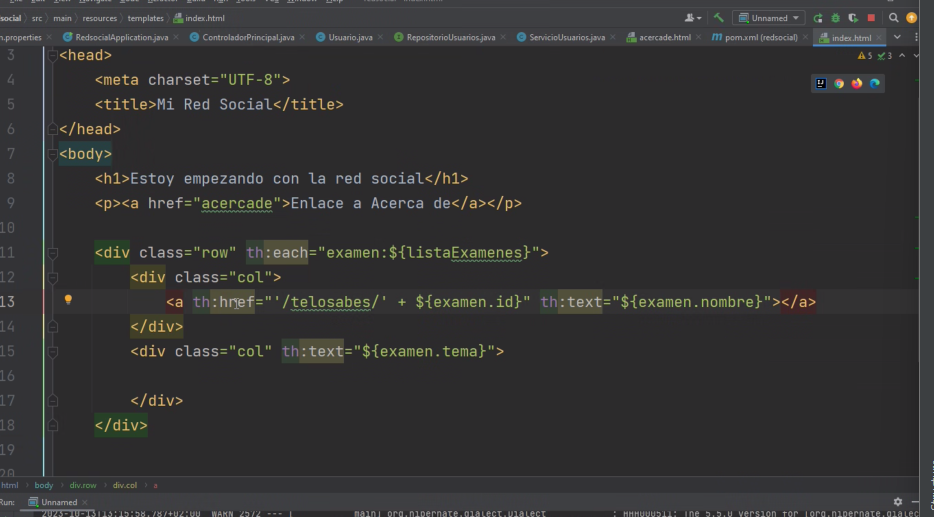 social src main resources templates index.html
Unnamed
n.properties RedsocialApplication.java ControladorPrincipal.java Usuario.java RepositorioUsuarios.java ServicioUsuarios.java acercade.html pom.xml (redsocial) index.html
5 3
3 <head>
4 <meta charset="UTF-8">
5 <title>Mi Red Social</title>
6 </head>
7 <body>
8 <h1>Estoy empezando con la red social</h1>
9 <p><a href="acercade">Enlace a Acerca de</a></p>
10
11 <div class="row" th:each="examen:${listaExamenes}">
12 <div class="col">
13 <a th:href="'/telosabes/' + ${examen.id}" th:text="${examen.nombre}"></a>
14 </div>
15 <div class="col" th:text="${examen.tema}">
16
17 </div>
18 </div>
19
20
html body div.row div.col a
Run: Unnamed
2023-10-13T13:15:58.787+02:00 WARN 2572 --- [ main] org.hibernate.dialect.Dialect : HHH000511: The 5.5.0 version for [org.hibernate.dialec